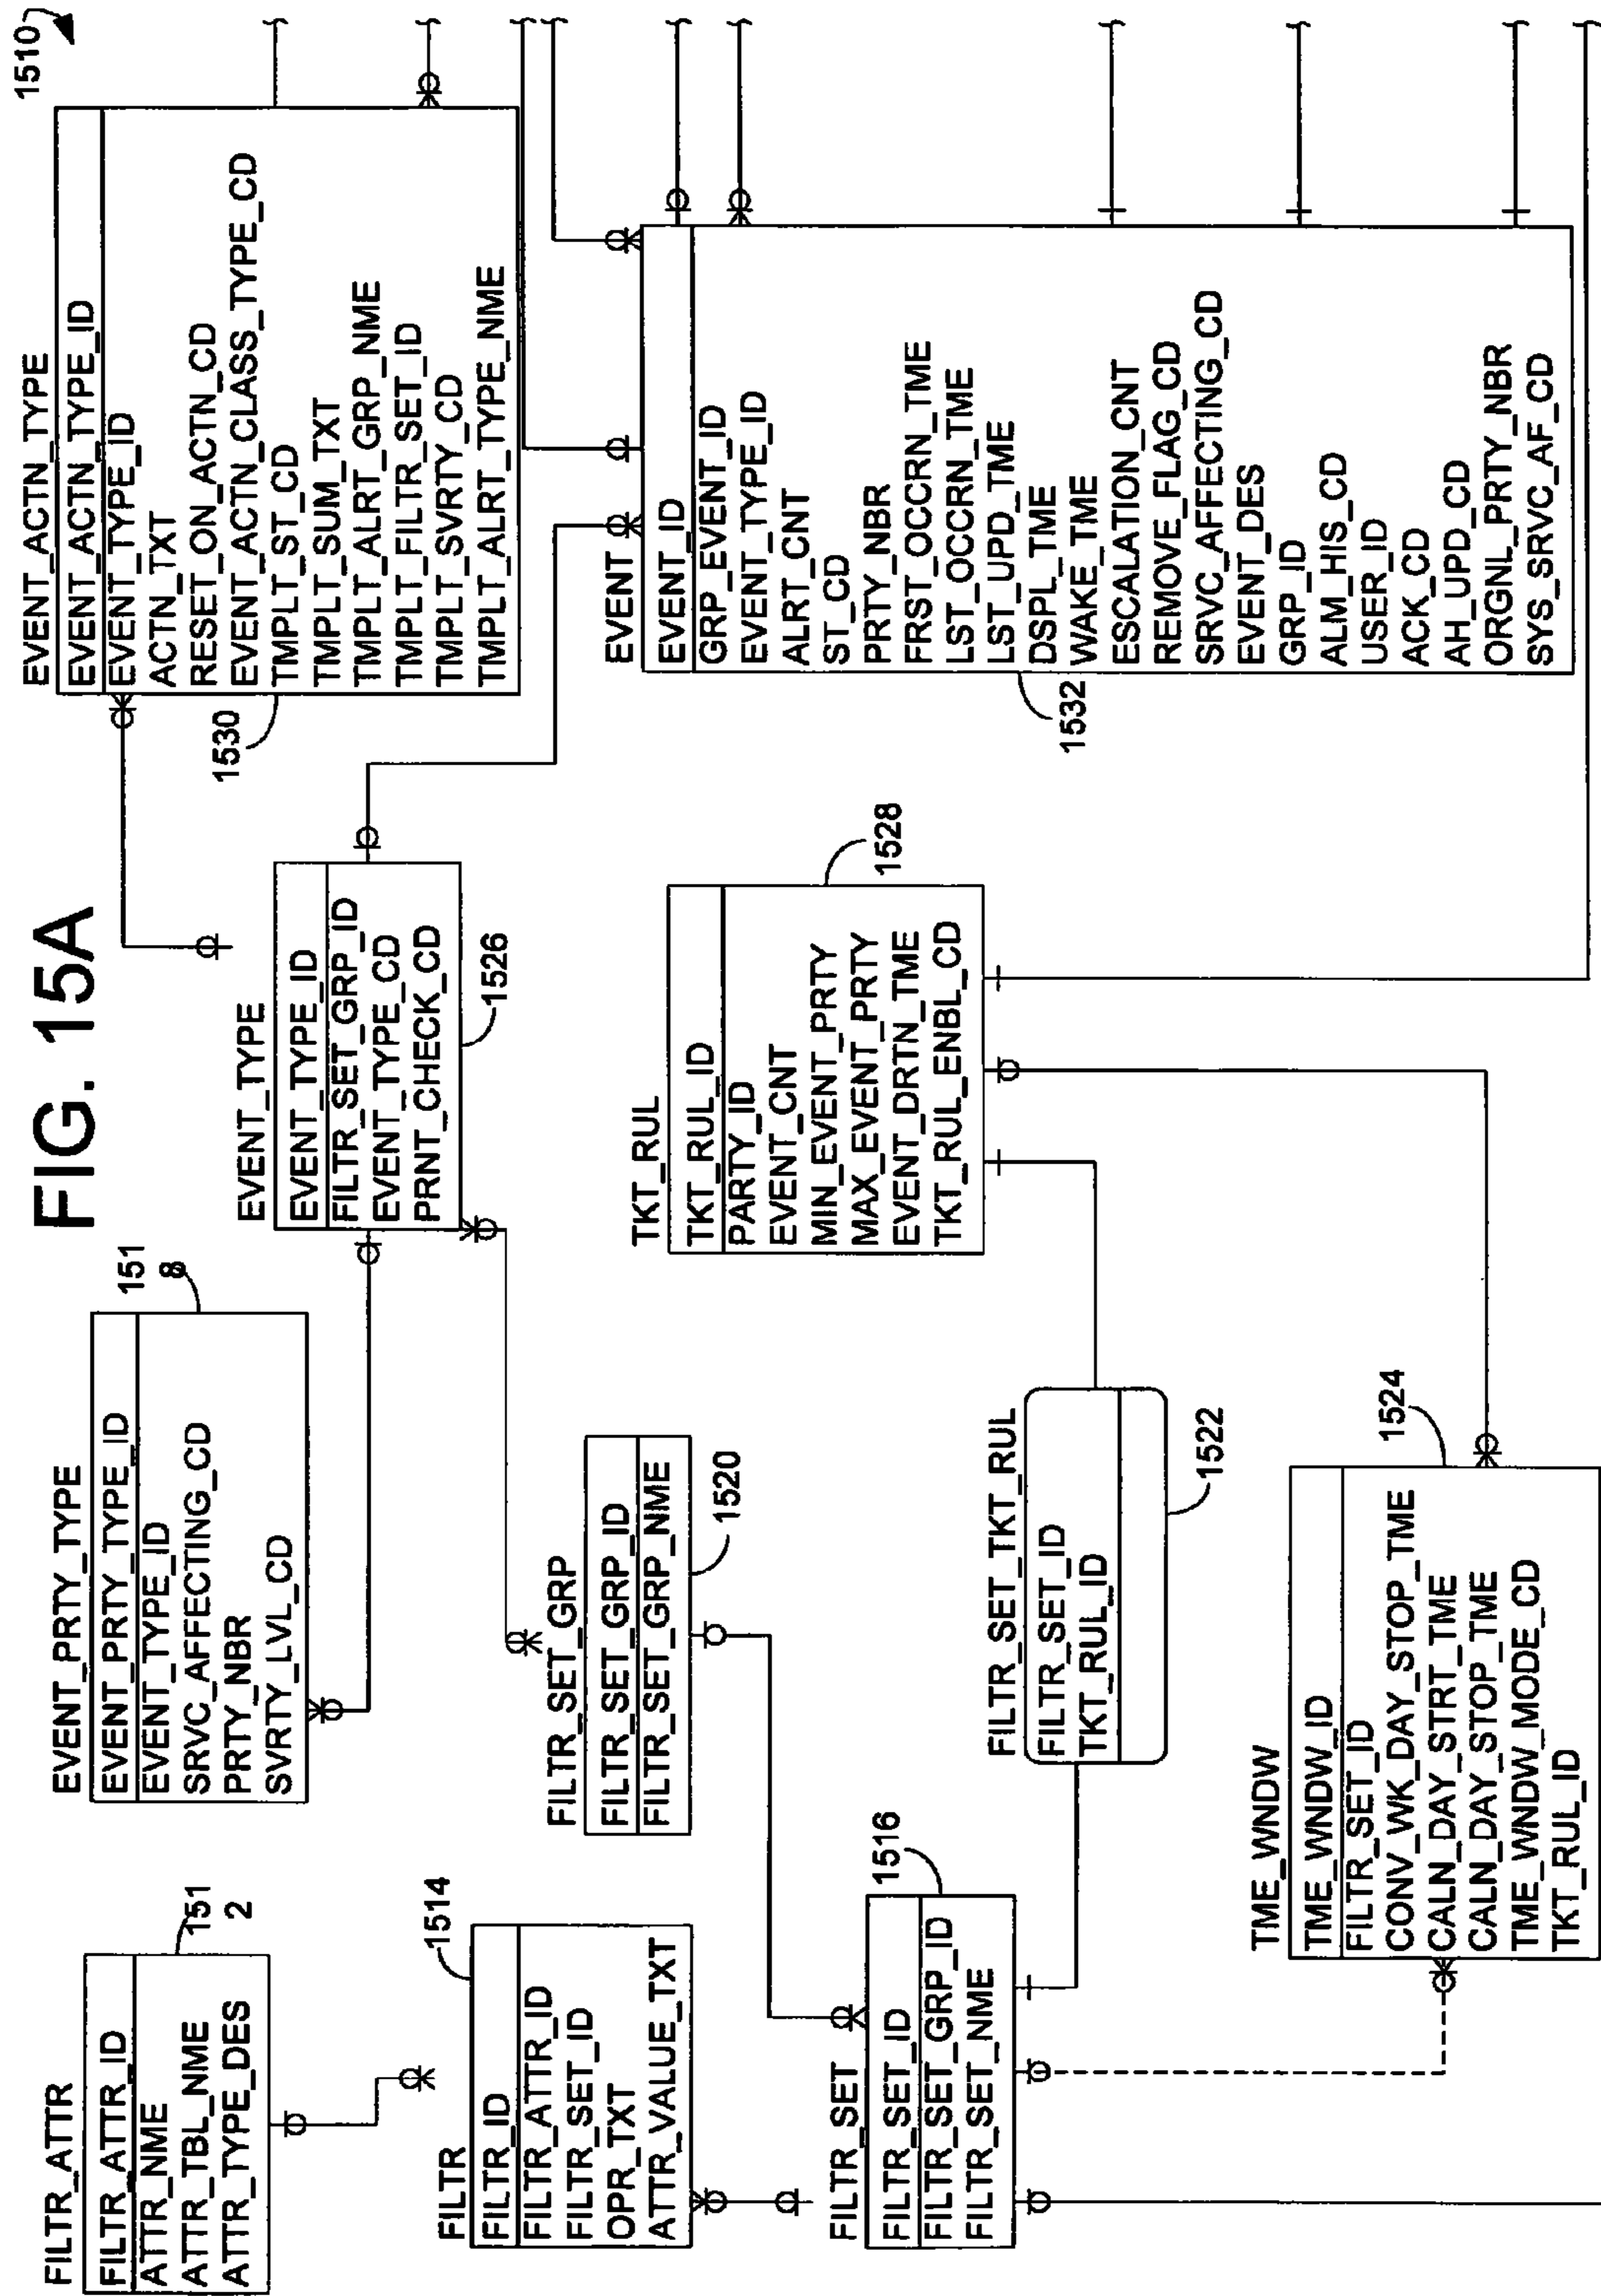 FIG. 15A
1510
FILTR_ATTR
FILTR_ATTR_ID
ATTR_NME
ATTR_TBL_NME
ATTR_TYPE_DES
151
2
FILTR
FILTR_ID
FILTR_ATTR_ID
FILTR_SET_ID
OPR_TXT
ATTR_VALUE_TXT
1514
FILTR_SET
FILTR_SET_ID
FILTR_SET_GRP_ID
FILTR_SET_NME
1516
EVENT_PRTY_TYPE
EVENT_PRTY_TYPE_ID
EVENT_TYPE_ID
SRVC_AFFECTING_CD
PRTY_NBR
SVRTY_LVL_CD
151
8
FILTR_SET_GRP
FILTR_SET_GRP_ID
FILTR_SET_GRP_NME
1520
FILTR_SET_TKT_RUL
FILTR_SET_ID
TKT_RUL_ID
1522
TME_WNDW
TME_WNDW_ID
FILTR_SET_ID
CONV_WK_DAY_STOP_TME
CALN_DAY_STRT_TME
CALN_DAY_STOP_TME
TME_WNDW_MODE_CD
TKT_RUL_ID
1524
EVENT_TYPE
EVENT_TYPE_ID
FILTR_SET_GRP_ID
EVENT_TYPE_CD
PRNT_CHECK_CD
1526
TKT_RUL
TKT_RUL_ID
PARTY_ID
EVENT_CNT
MIN_EVENT_PRTY
MAX_EVENT_PRTY
EVENT_DRTN_TME
TKT_RUL_ENBL_CD
1528
EVENT_ACTN_TYPE
EVENT_ACTN_TYPE_ID
EVENT_TYPE_ID
ACTN_TXT
RESET_ON_ACTN_CD
EVENT_ACTN_CLASS_TYPE_CD
TMPLT_ST_CD
TMPLT_SUM_TXT
TMPLT_ALRT_GRP_NME
TMPLT_FILTR_SET_ID
TMPLT_SVRTY_CD
TMPLT_ALRT_TYPE_NME
1530
EVENT
EVENT_ID
GRP_EVENT_ID
EVENT_TYPE_ID
ALRT_CNT
ST_CD
PRTY_NBR
FRST_OCCRN_TME
LST_OCCRN_TME
LST_UPD_TME
DSPL_TME
WAKE_TME
ESCALATION_CNT
REMOVE_FLAG_CD
SRVC_AFFECTING_CD
EVENT_DES
GRP_ID
ALM_HIS_CD
USER_ID
ACK_CD
AH_UPD_CD
ORGNL_PRTY_NBR
SYS_SRVC_AF_CD
1532